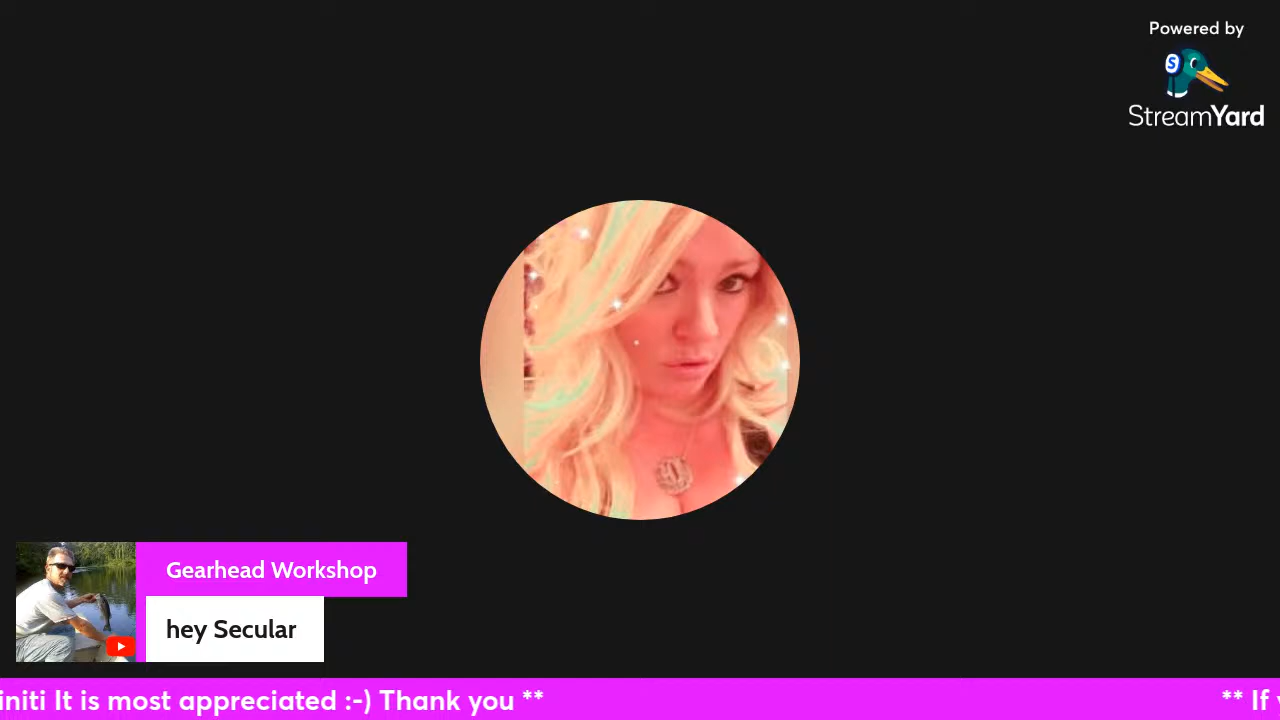 Powered by
StreamYard
Gearhead Workshop
hey Secular
initi It is most appreciated :-) Thank you ** ** If